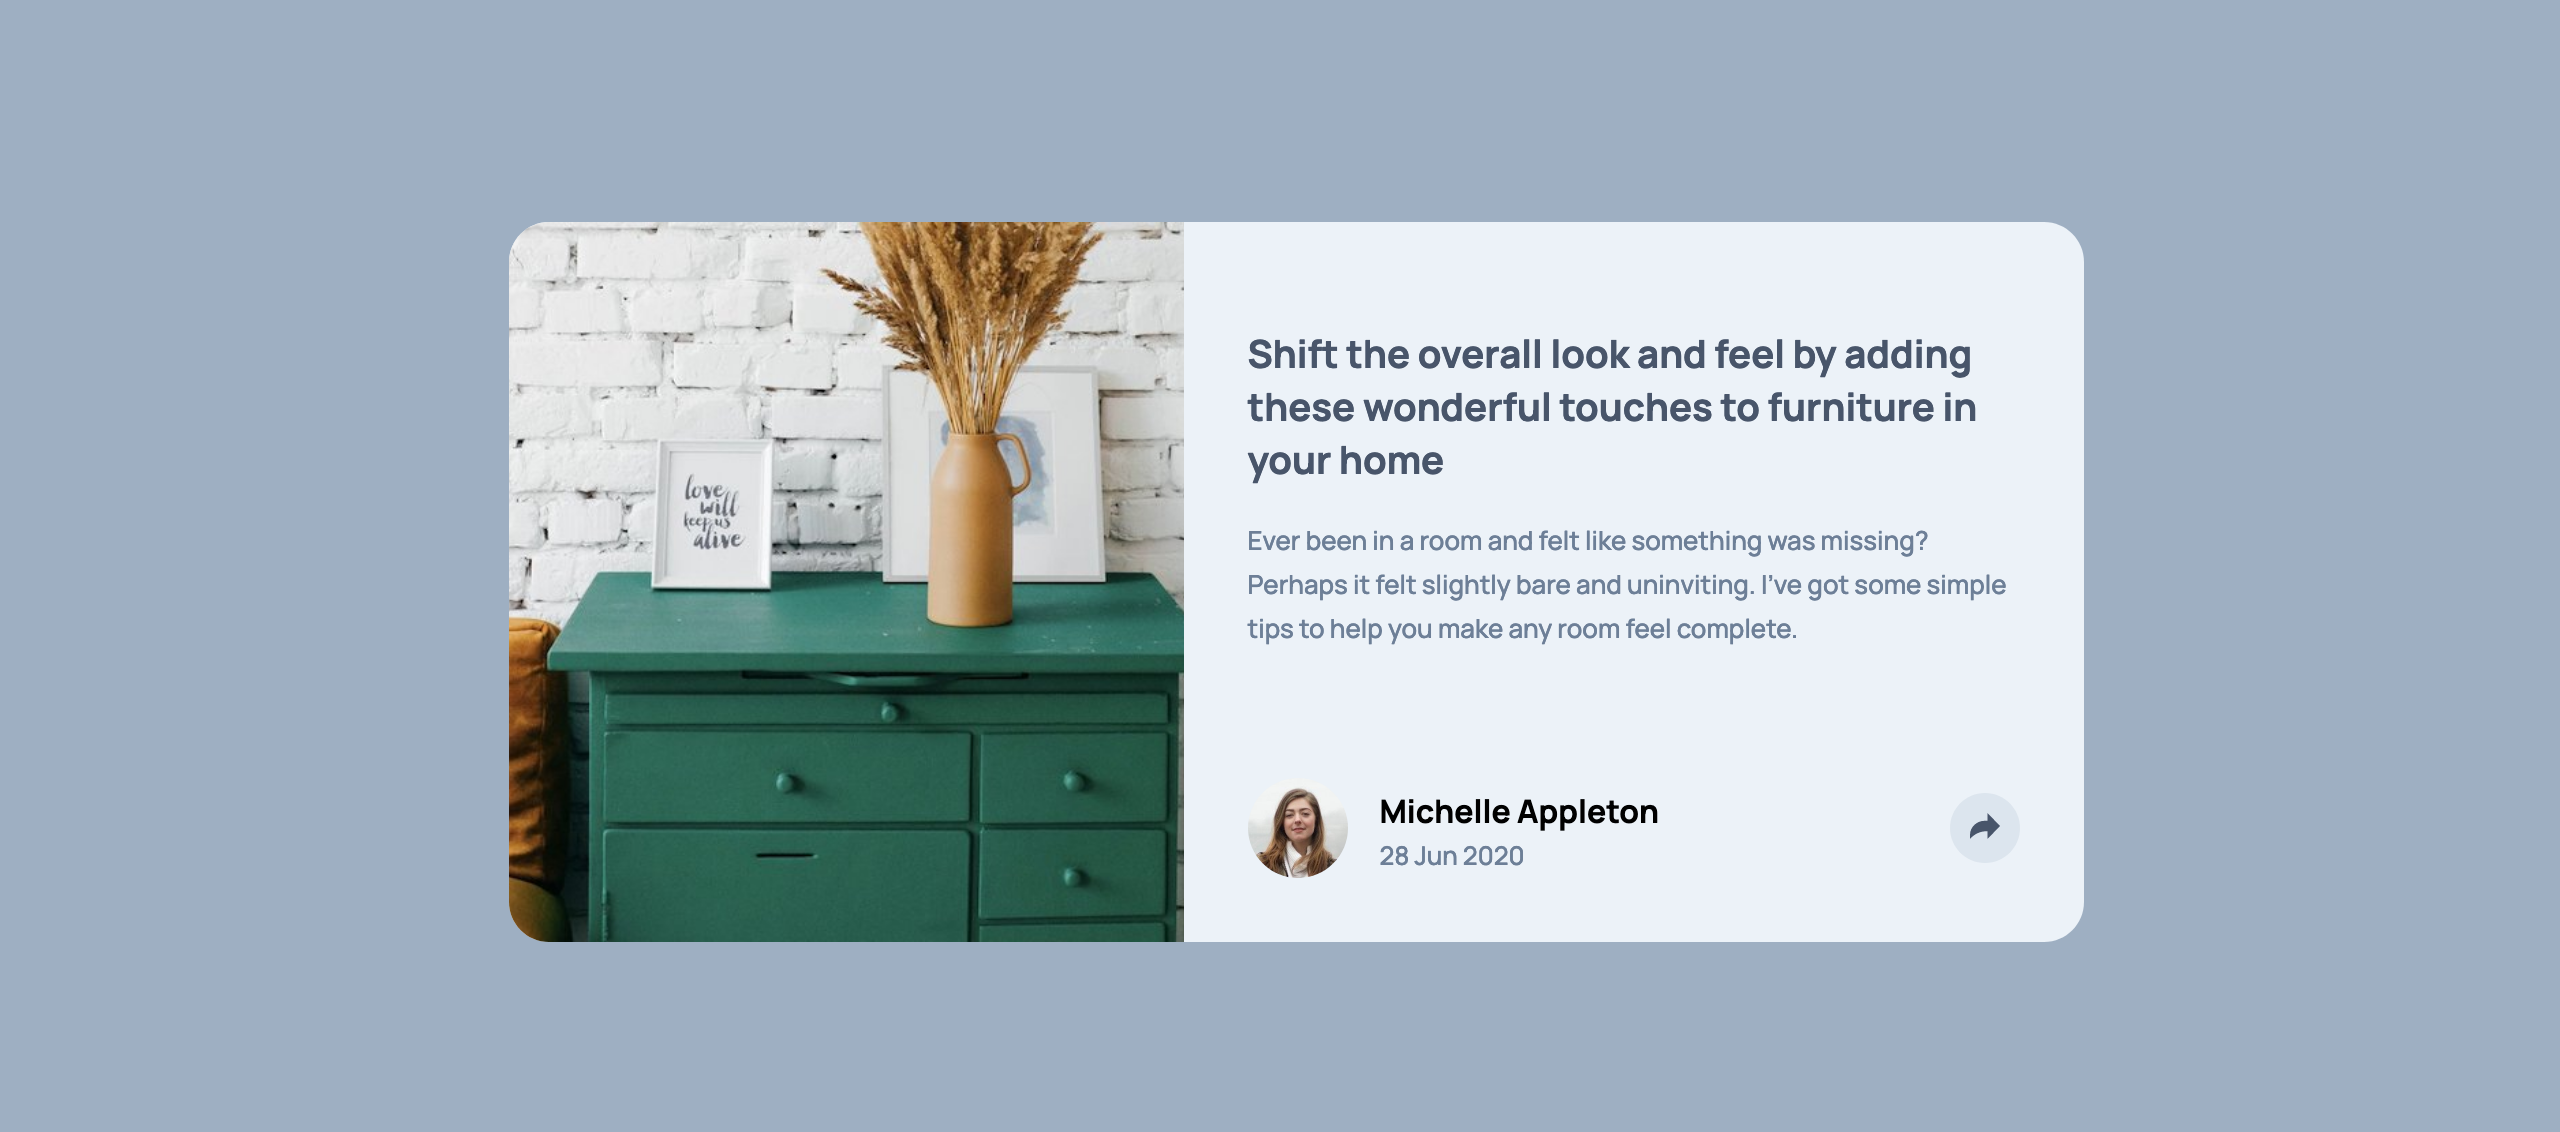 love
will
keep us
alive
Shift the overall look and feel by adding
these wonderful touches to furniture in
your home
Ever been in a room and felt like something was missing?
Perhaps it felt slightly bare and uninviting. I’ve got some simple
tips to help you make any room feel complete.
Michelle Appleton
28 Jun 2020